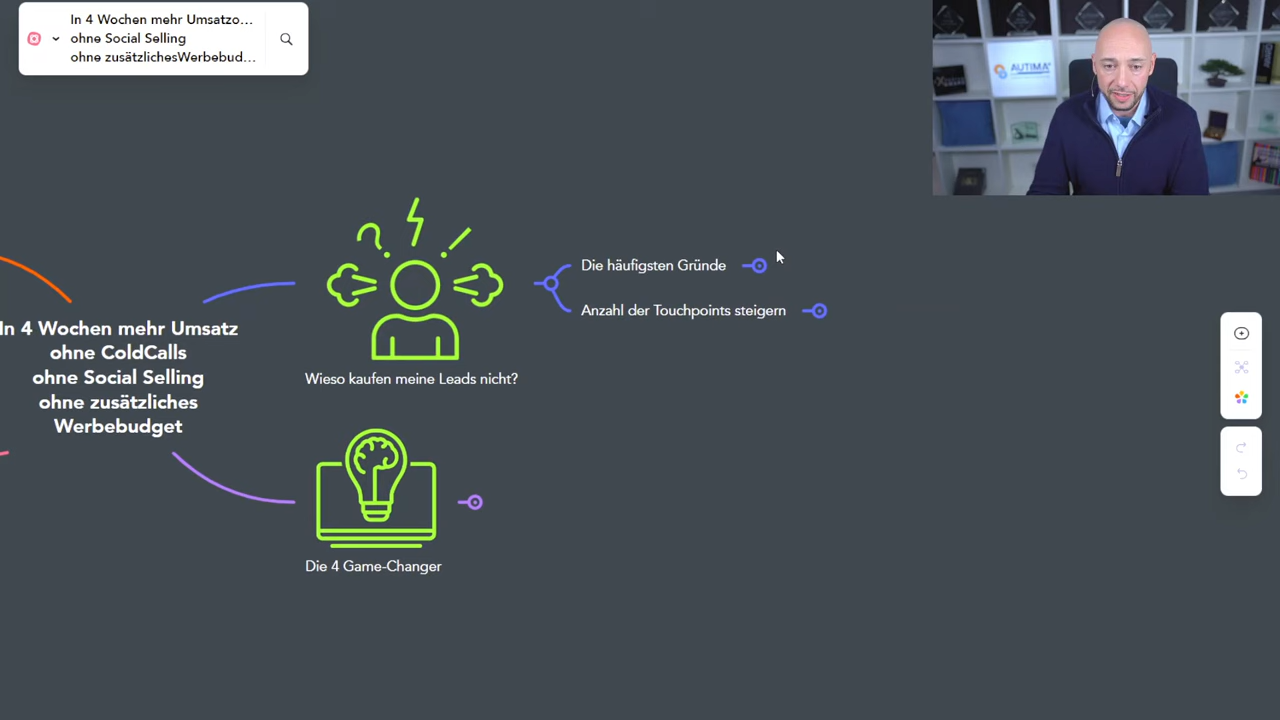 In 4 Wochen mehr Umsatzo...
ohne Social Selling
ohne zusätzlichesWerbebud...
AUTIMA
Die häufigsten Gründe
Anzahl der Touchpoints steigern
In 4 Wochen mehr Umsatz
ohne ColdCalls
ohne Social Selling
ohne zusätzliches
Werbebudget
Wieso kaufen meine Leads nicht?
Die 4 Game-Changer